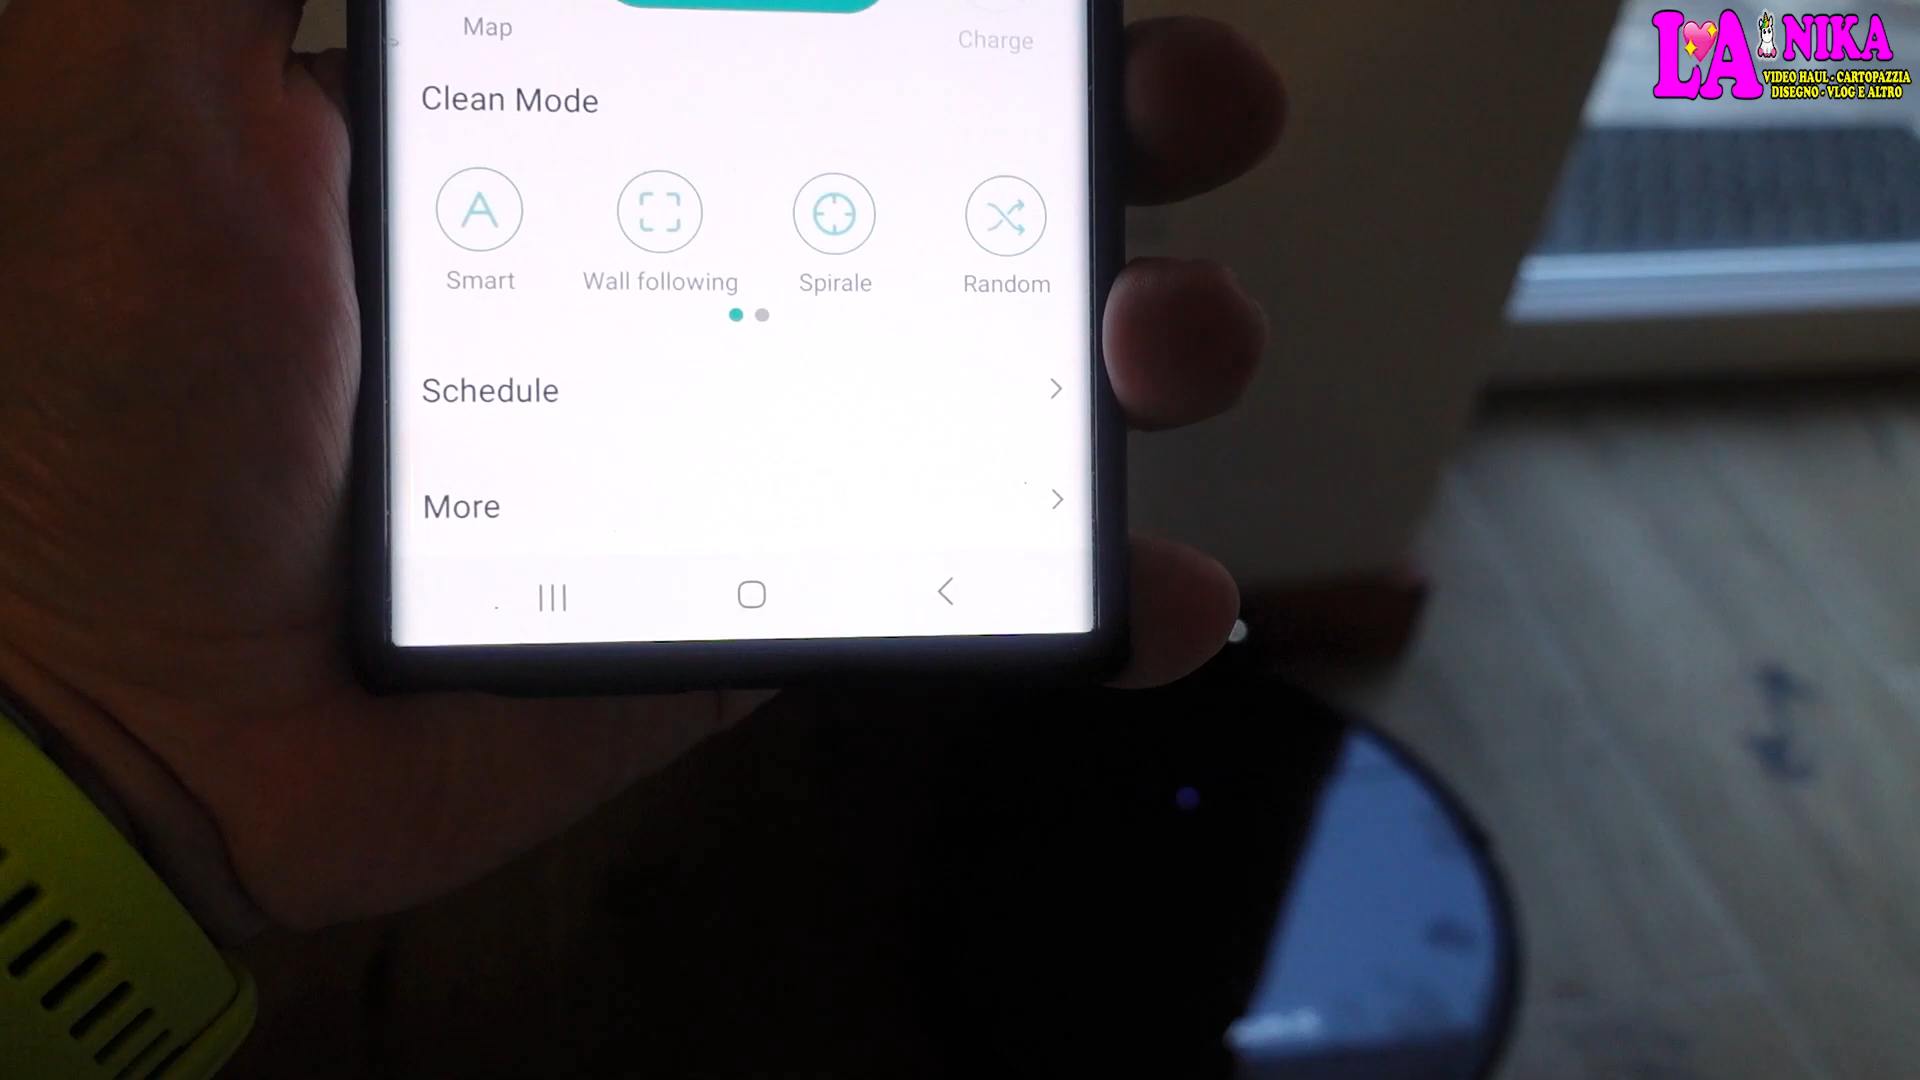 LA NIKA
VIDEO HAUL - CARTOPAZZIA
DISEGNO - VLOG E ALTRO
Map
Charge
Clean Mode
Smart
Wall following
Spirale
Random
Schedule
More